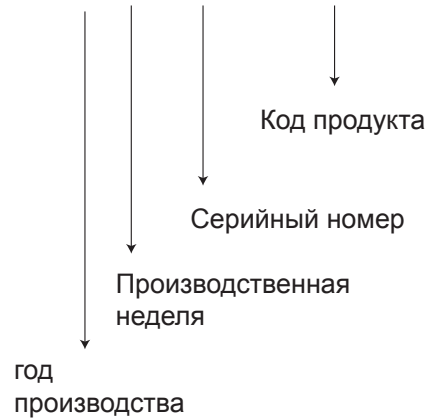 Код продукта
Серийный номер
Производственная
неделя
год
производства